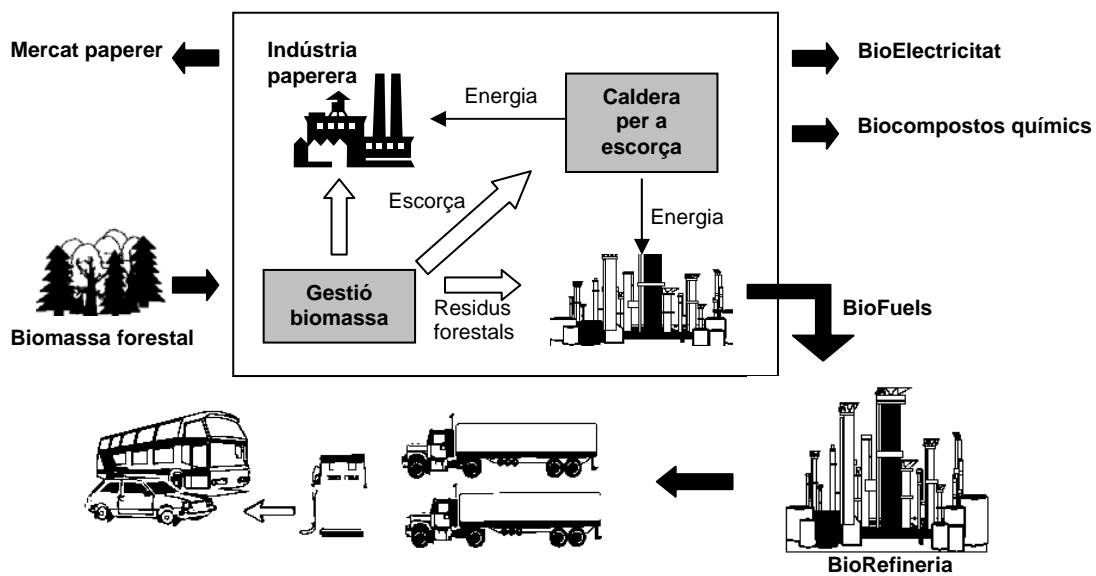 Mercat paperer
Indústria
paperera
Energia
Caldera
per a
escorça
BioElectricitat
Biocompostos químics
Escorça
Energia
Biomassa forestal
Gestió
biomassa
Residus
forestals
BioFuels
BioRefineria